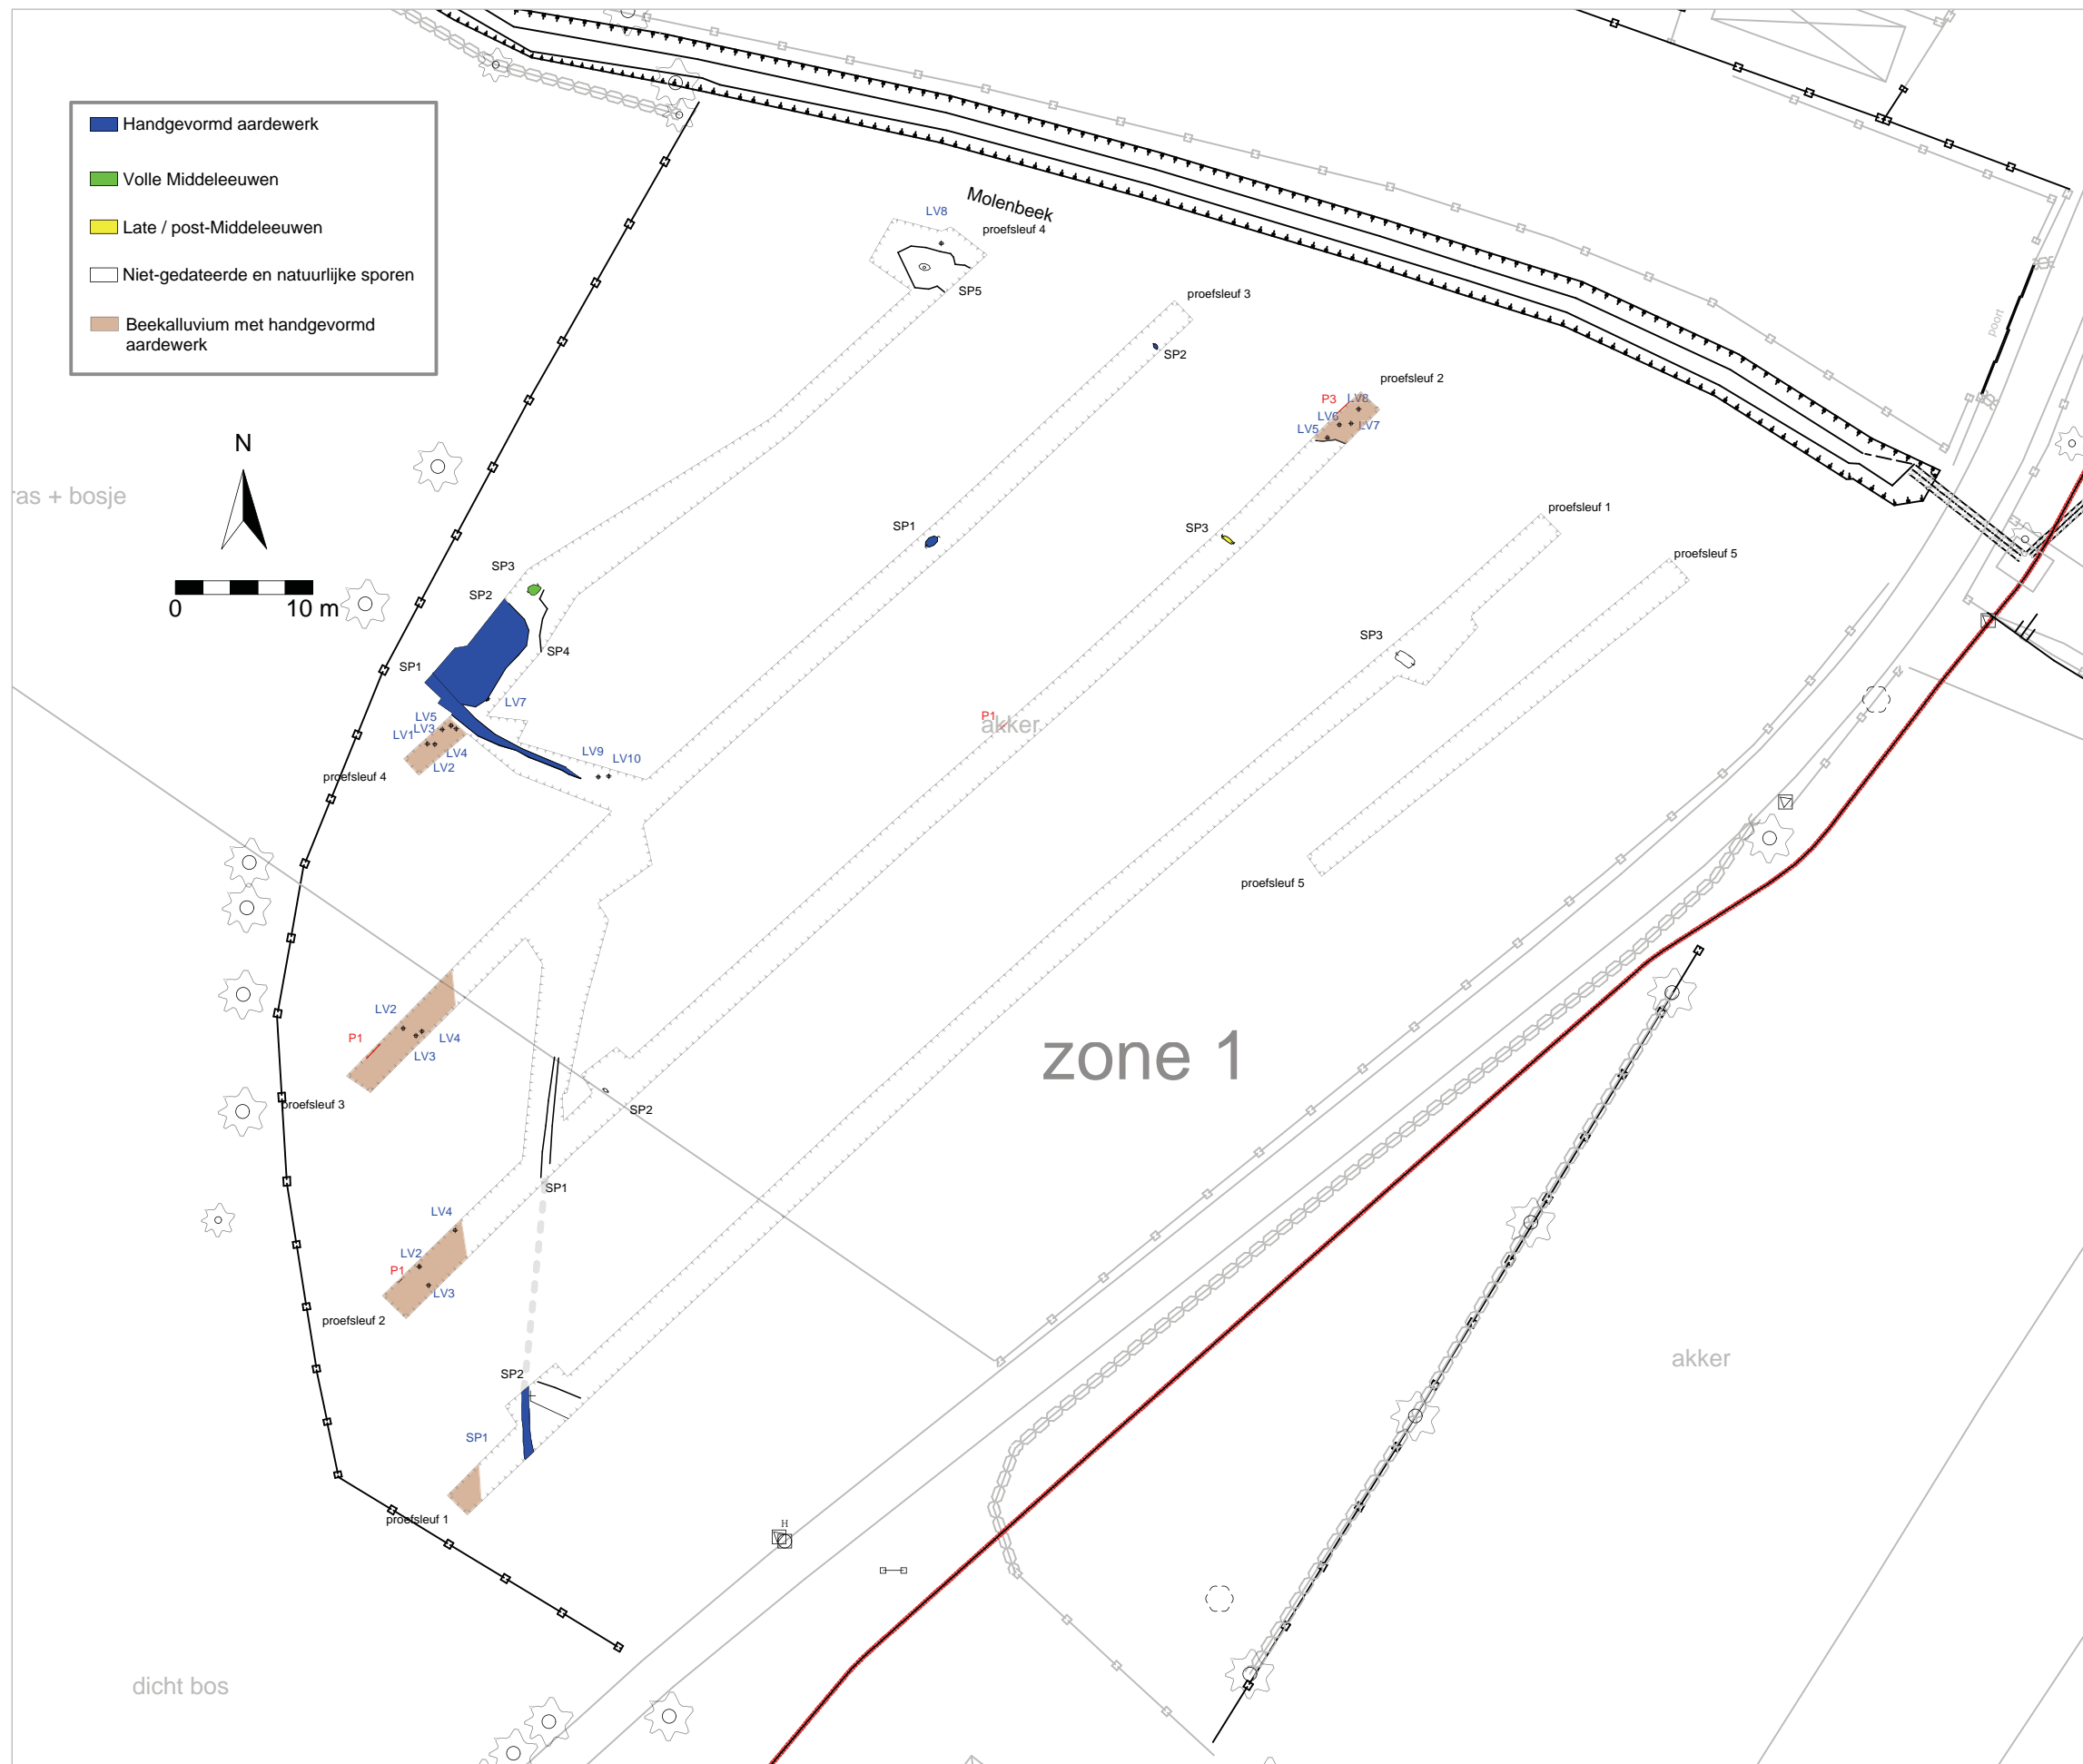 Handgevormd aardewerk
Volle Middeleeuwen
Late / post-Middeleeuwen
Niet-gedateerde en natuurlijke sporen
Beekalluvium met handgevormd
aardewerk
Molenbeek
LV8
proefsleuf 4
SP5
proefsleuf 3
SP2
poort
proefsleuf 2
P3
LV8
LV6
LV7
LV5
N
0
10 m
ras + bosje
SP1
SP3
proefsleuf 1
proefsleuf 5
SP3
SP2
SP4
SP1
SP3
LV7
LV5
LV3
LV1
LV4
LV2
LV9
LV10
P1
akker
proefsleuf 4
proefsleuf 5
LV2
P1
LV4
LV3
zone 1
proefsleuf 3
SP2
SP1
LV4
LV2
P1
LV3
proefsleuf 2
SP2
akker
SP1
proefsleuf 1
H
dicht bos